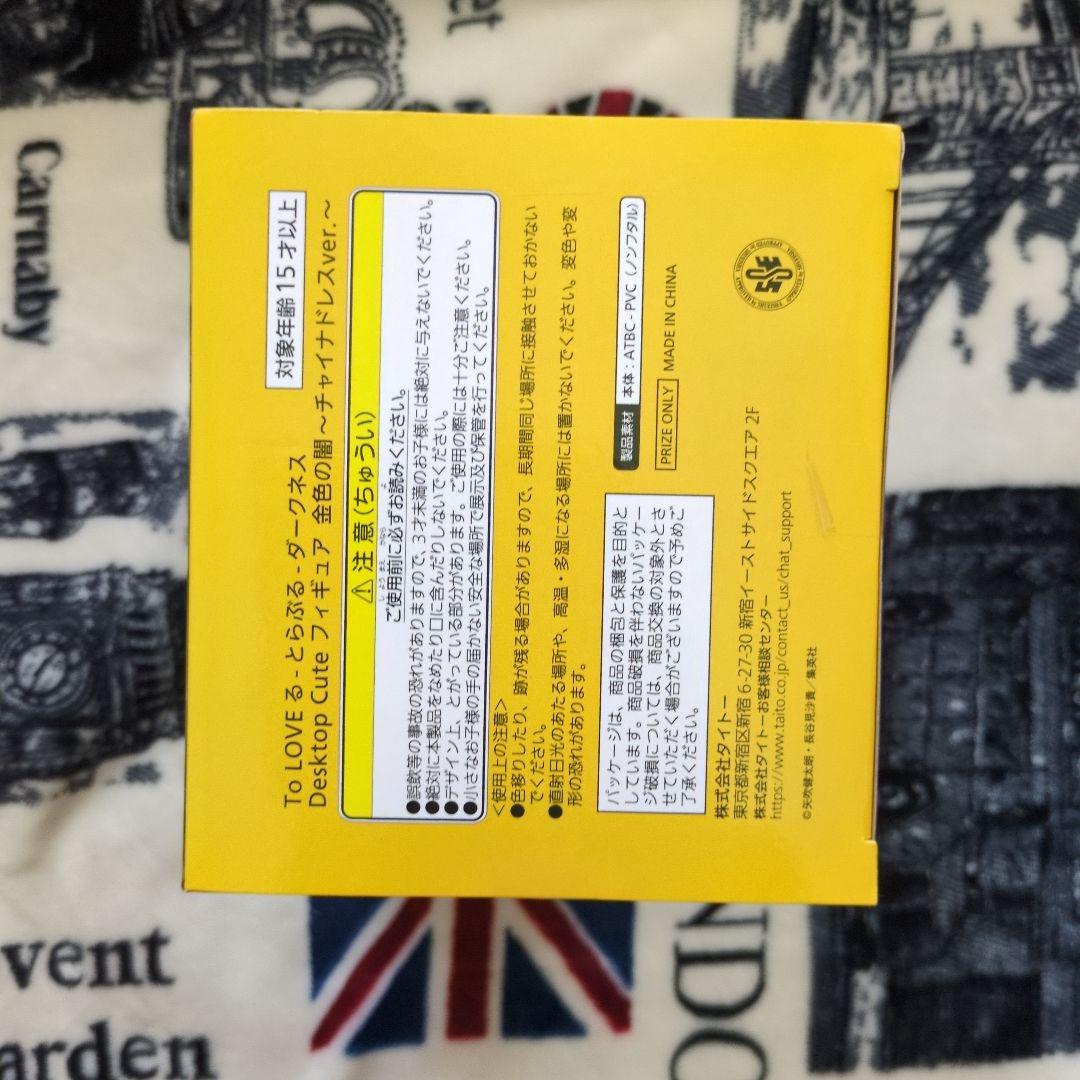 To LOVE る - とらぶる - ダークネス
Desktop Cute フィギュア 金色の闇 ～チャイナドレスver.～
対象年齢15才以上
⚠注意(ちゅうい)
ご使用前に必ずお読みください。
●誤飲等の事故の恐れがありますので、3才未満のお子様には絶対に与えないでください。
●絶対に本製品をなめたり口に含んだりしないでください。
●デザイン上、とがっている部分があります。ご使用の際には十分ご注意ください。
●小さなお子様の手の届かない安全な場所で展示及び保管を行ってください。
＜使用上の注意＞
●色移りしたり、跡が残る場合がありますので、長期間同じ場所に接触させておかない
でください。
●直射日光のあたる場所や、高温・多湿になる場所には置かないでください。変色や変
形の恐れがあります。
パッケージは、商品の梱包と保護を目的と
しています。商品破損を伴わないパッケー
ジ破損については、商品交換の対象外とさ
せていただく場合がございますので予めご
了承ください。
製品素材 本体：ATBC - PVC（ノンフタル）
PRIZE ONLY MADE IN CHINA
株式会社タイトー
東京都新宿区新宿 6-27-30 新宿イーストサイドスクエア 2F
株式会社タイトーお客様相談センター
https://www.taito.co.jp/contact_us/chat_support
©矢吹健太朗・長谷見沙貴／集英社
Carnaby
vent
arden
NDO